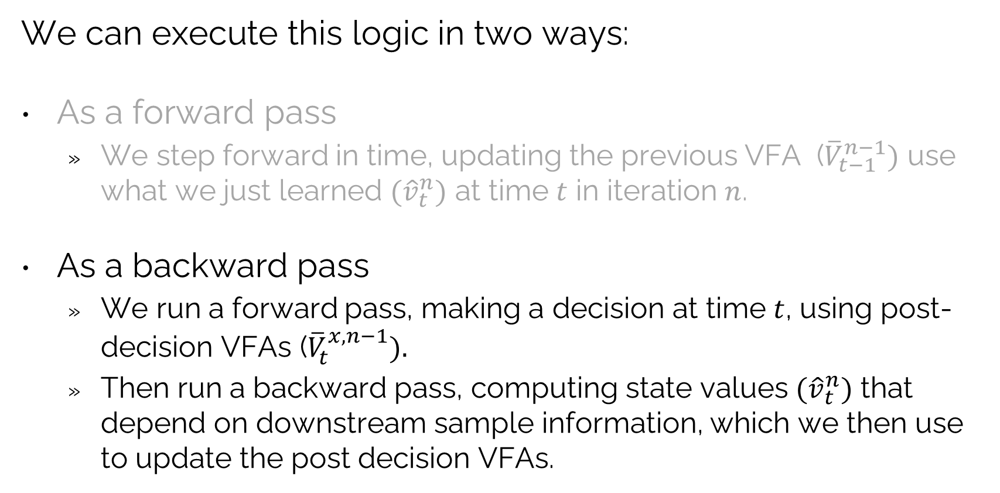 We can execute this logic in two ways:
• As a forward pass
» We step forward in time, updating the previous VFA ($\bar{V}_{t-1}^{n-1}$) use
what we just learned ($\hat{v}_t^n$) at time $t$ in iteration $n$.
• As a backward pass
» We run a forward pass, making a decision at time $t$, using post-
decision VFAs ($\bar{V}_t^{x,n-1}$).
» Then run a backward pass, computing state values ($\hat{v}_t^n$) that
depend on downstream sample information, which we then use
to update the post decision VFAs.